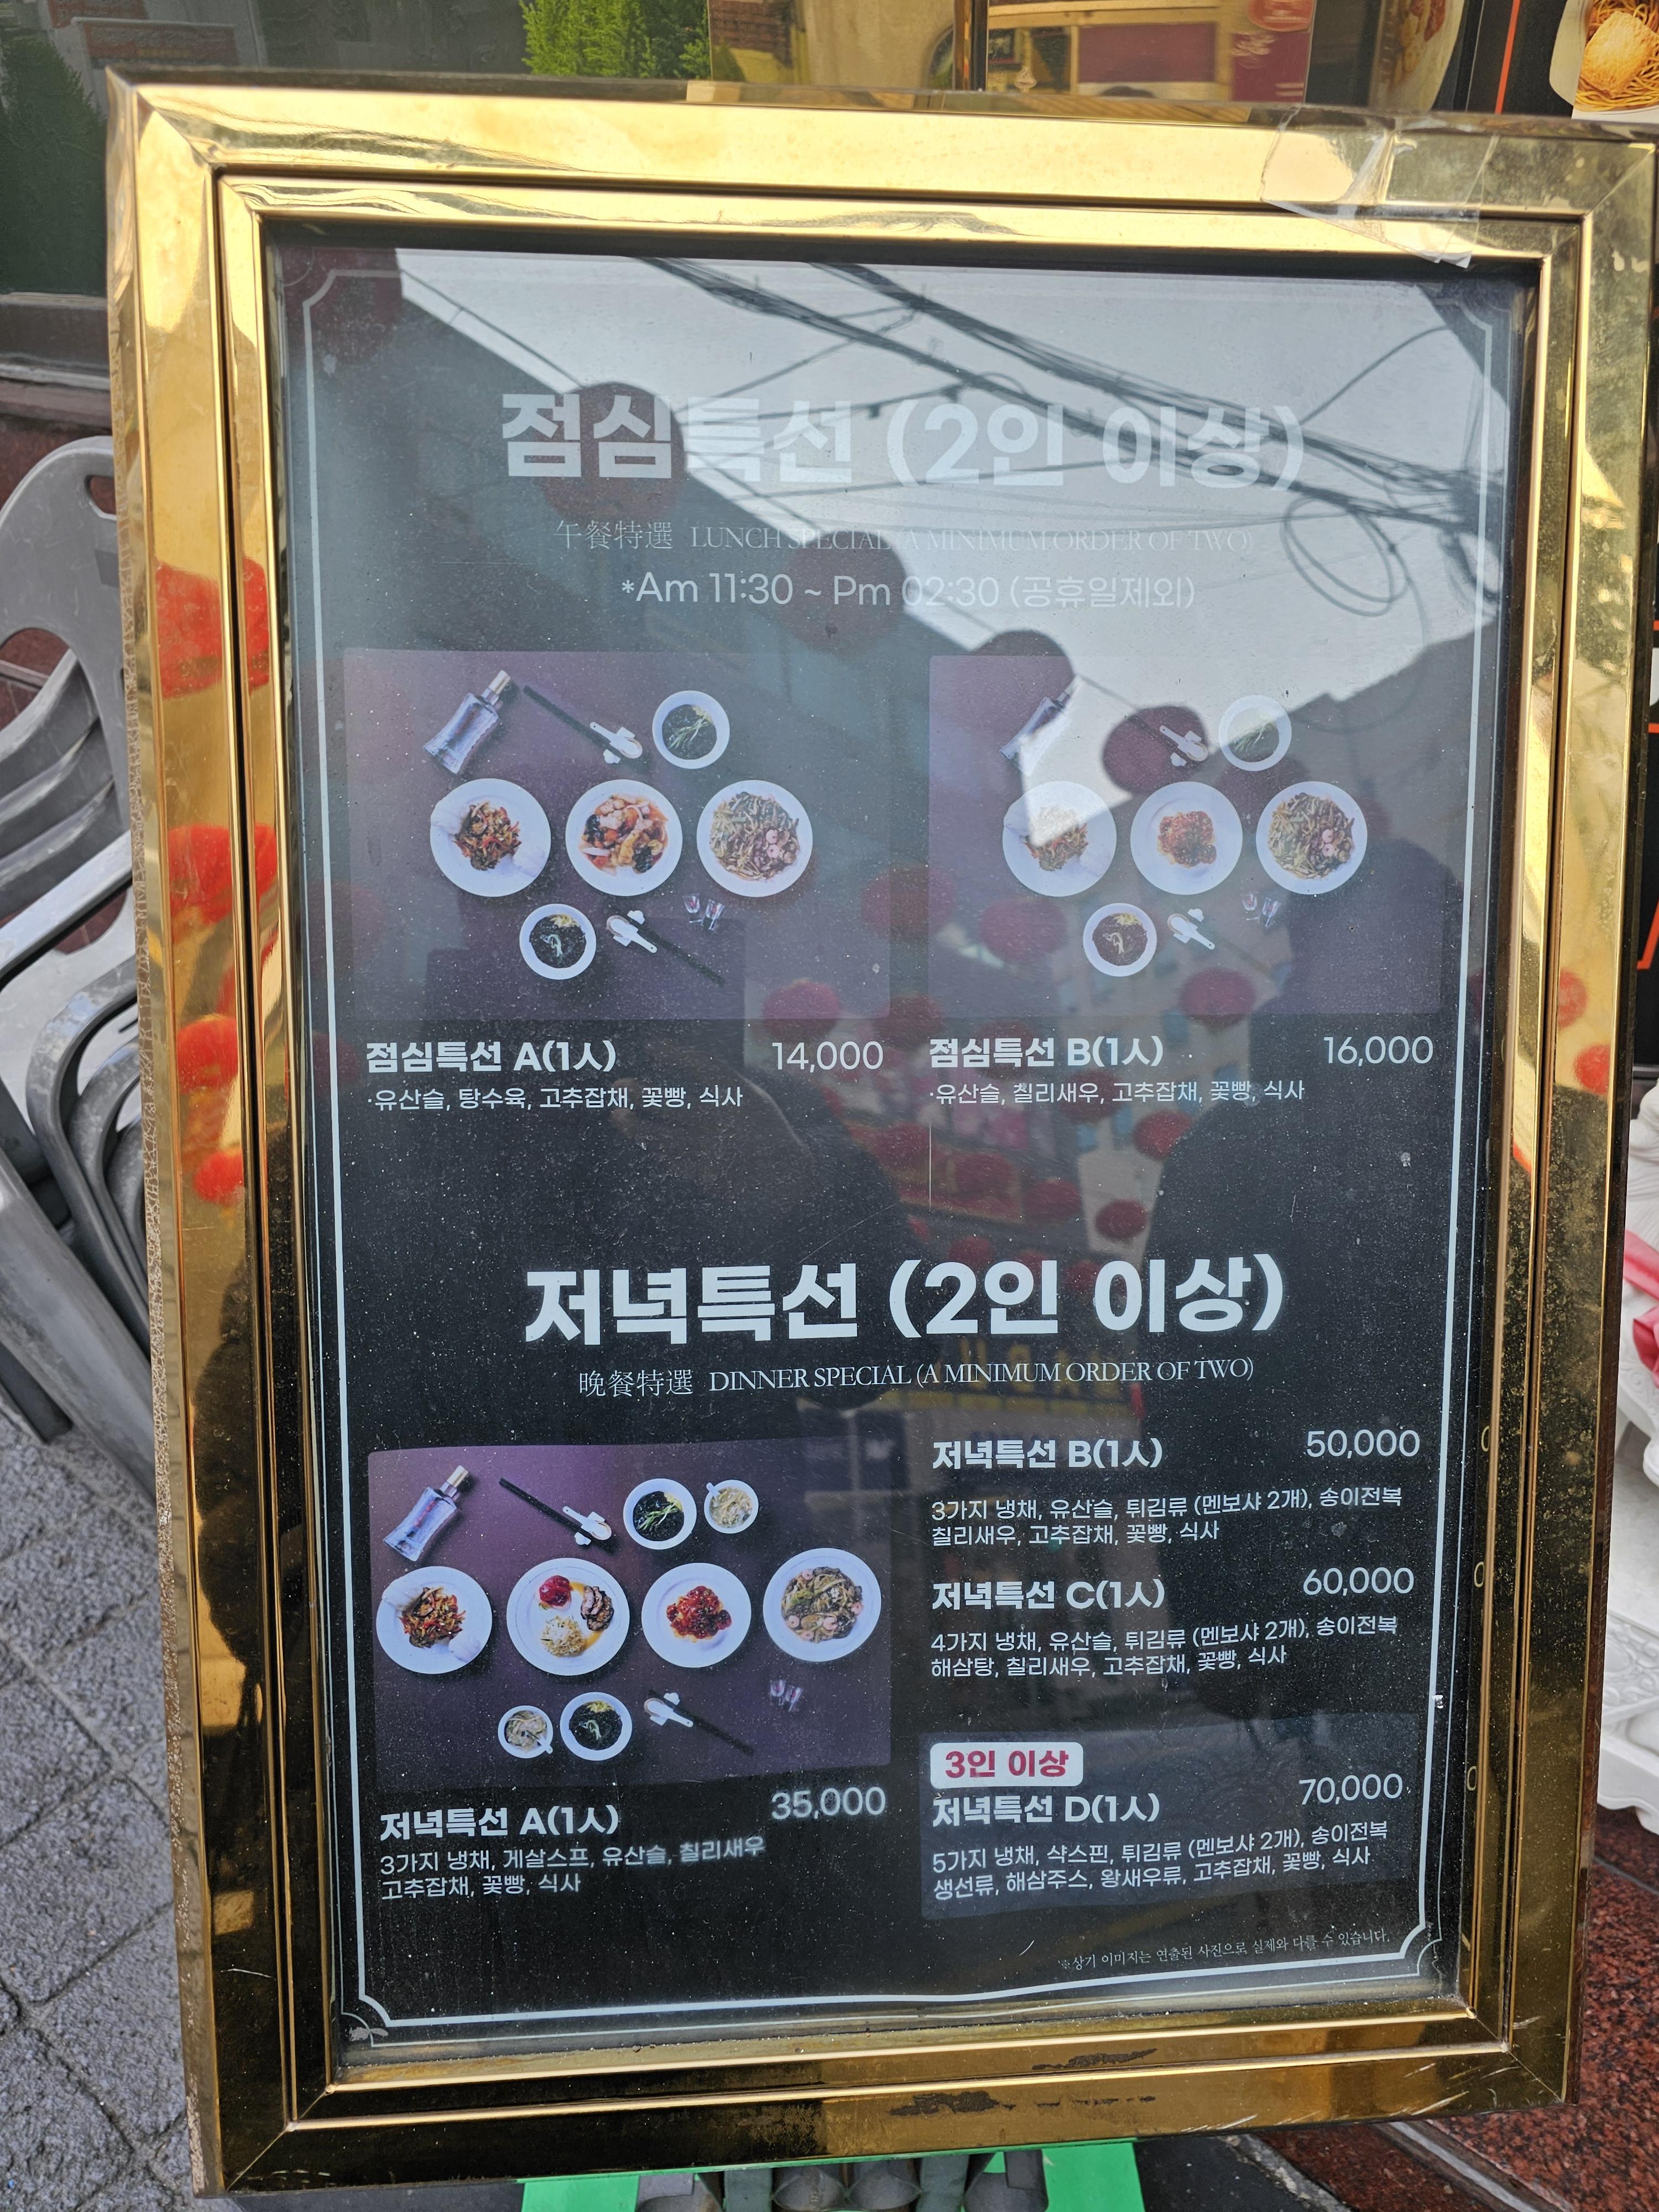 점심특선 (2인 이상)
午餐特選 LUNCH SPECIAL (A MINIMUM ORDER OF TWO)
*Am 11:30 ~ Pm 02:30 (공휴일제외)
점심특선 A(1人) 14,000
·유산슬, 탕수육, 고추잡채, 꽃빵, 식사
점심특선 B(1人) 16,000
·유산슬, 칠리새우, 고추잡채, 꽃빵, 식사
저녁특선 (2인 이상)
晩餐特選 DINNER SPECIAL (A MINIMUM ORDER OF TWO)
저녁특선 A(1人) 35,000
3가지 냉채, 게살스프, 유산슬, 칠리새우
고추잡채, 꽃빵, 식사
저녁특선 B(1人) 50,000
3가지 냉채, 유산슬, 튀김류 (멘보샤 2개), 송이전복
칠리새우, 고추잡채, 꽃빵, 식사
저녁특선 C(1人) 60,000
4가지 냉채, 유산슬, 튀김류 (멘보샤 2개), 송이전복
해삼탕, 칠리새우, 고추잡채, 꽃빵, 식사
3인 이상
저녁특선 D(1人) 70,000
5가지 냉채, 샥스핀, 튀김류 (멘보샤 2개), 송이전복
생선류, 해삼주스, 왕새우류, 고추잡채, 꽃빵, 식사
※상기 이미지는 연출된 사진으로 실제와 다를 수 있습니다.